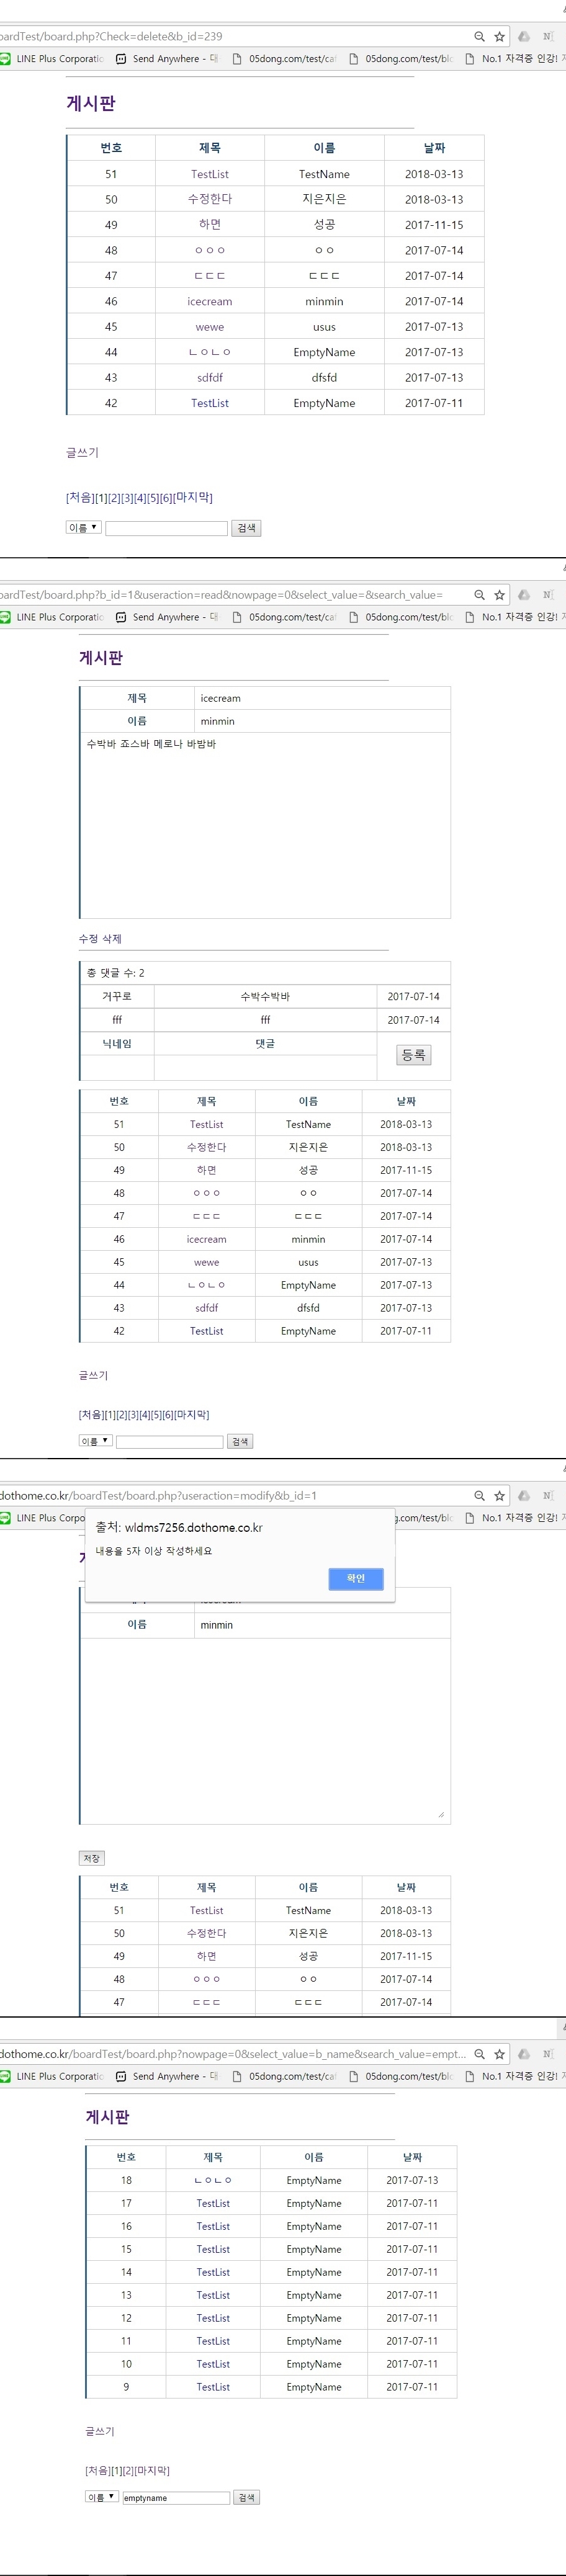 oardTest/board.php?Check=delete&b_id=239
LINE Plus Corporatic Send Anywhere - 대 05dong.com/test/caf 05dong.com/test/blc No.1 자격증 인강!
게시판
번호 제목 이름 날짜
51 TestList TestName 2018-03-13
50 수정한다 지은지은 2018-03-13
49 하면 성공 2017-11-15
48 ㅇㅇㅇ ㅇㅇ 2017-07-14
47 ㄷㄷㄷ ㄷㄷㄷ 2017-07-14
46 icecream minmin 2017-07-14
45 wewe usus 2017-07-13
44 ㄴㅇㄴㅇ EmptyName 2017-07-13
43 sdfdf dfsfd 2017-07-13
42 TestList EmptyName 2017-07-11
글쓰기
[처음][1][2][3][4][5][6][마지막]
이름 ▼ 검색
oardTest/board.php?b_id=1&useraction=read&nowpage=0&select_value=&search_value=
LINE Plus Corporatic Send Anywhere - 대 05dong.com/test/caf 05dong.com/test/blc No.1 자격증 인강!
게시판
제목 icecream
이름 minmin
수박바 죠스바 메로나 바밤바
수정 삭제
총 댓글 수: 2
거꾸로 수박수박바 2017-07-14
fff fff 2017-07-14
닉네임 댓글
등록
번호 제목 이름 날짜
51 TestList TestName 2018-03-13
50 수정한다 지은지은 2018-03-13
49 하면 성공 2017-11-15
48 ㅇㅇㅇ ㅇㅇ 2017-07-14
47 ㄷㄷㄷ ㄷㄷㄷ 2017-07-14
46 icecream minmin 2017-07-14
45 wewe usus 2017-07-13
44 ㄴㅇㄴㅇ EmptyName 2017-07-13
43 sdfdf dfsfd 2017-07-13
42 TestList EmptyName 2017-07-11
글쓰기
[처음][1][2][3][4][5][6][마지막]
이름 ▼ 검색
dothome.co.kr/boardTest/board.php?useraction=modify&b_id=1
LINE Plus Corpo 05dong.com/test/blc No.1 자격증 인강!
출처: wldms7256.dothome.co.kr
내용을 5자 이상 작성하세요
확인
이름 minmin
저장
번호 제목 이름 날짜
51 TestList TestName 2018-03-13
50 수정한다 지은지은 2018-03-13
49 하면 성공 2017-11-15
48 ㅇㅇㅇ ㅇㅇ 2017-07-14
47 ㄷㄷㄷ ㄷㄷㄷ 2017-07-14
dothome.co.kr/boardTest/board.php?nowpage=0&select_value=b_name&search_value=empt...
LINE Plus Corporatic Send Anywhere - 대 05dong.com/test/caf 05dong.com/test/blc No.1 자격증 인강!
게시판
번호 제목 이름 날짜
18 ㄴㅇㄴㅇ EmptyName 2017-07-13
17 TestList EmptyName 2017-07-11
16 TestList EmptyName 2017-07-11
15 TestList EmptyName 2017-07-11
14 TestList EmptyName 2017-07-11
13 TestList EmptyName 2017-07-11
12 TestList EmptyName 2017-07-11
11 TestList EmptyName 2017-07-11
10 TestList EmptyName 2017-07-11
9 TestList EmptyName 2017-07-11
글쓰기
[처음][1][2][마지막]
이름 ▼ emptyname 검색